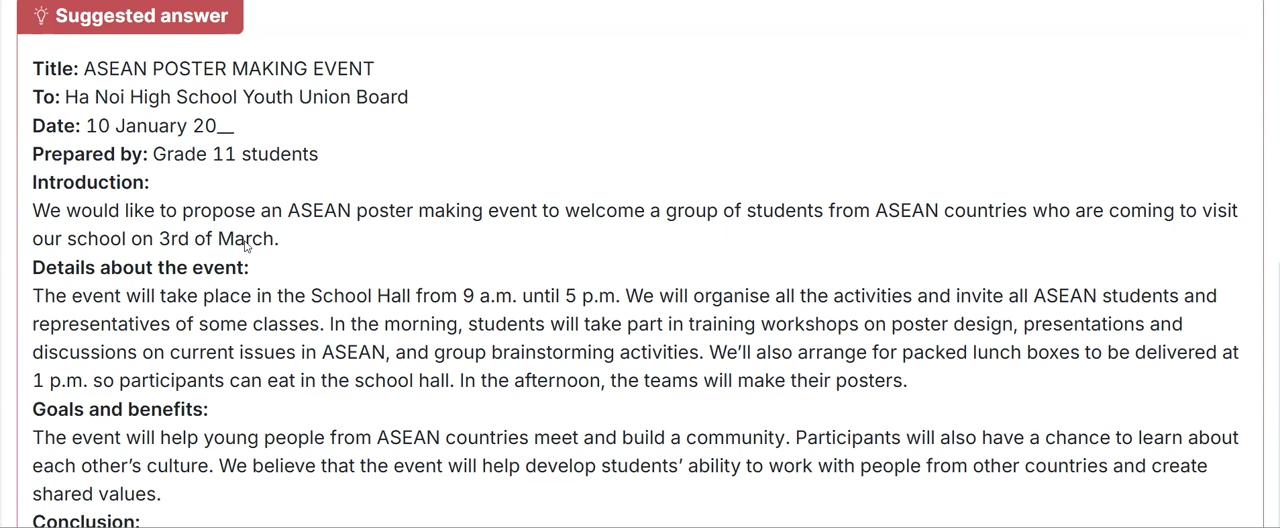 Suggested answer
Title: ASEAN POSTER MAKING EVENT
To: Ha Noi High School Youth Union Board
Date: 10 January 20__
Prepared by: Grade 11 students
Introduction:
We would like to propose an ASEAN poster making event to welcome a group of students from ASEAN countries who are coming to visit
our school on 3rd of March.
Details about the event:
The event will take place in the School Hall from 9 a.m. until 5 p.m. We will organise all the activities and invite all ASEAN students and
representatives of some classes. In the morning, students will take part in training workshops on poster design, presentations and
discussions on current issues in ASEAN, and group brainstorming activities. We’ll also arrange for packed lunch boxes to be delivered at
1 p.m. so participants can eat in the school hall. In the afternoon, the teams will make their posters.
Goals and benefits:
The event will help young people from ASEAN countries meet and build a community. Participants will also have a chance to learn about
each other’s culture. We believe that the event will help develop students’ ability to work with people from other countries and create
shared values.
Conclusion: